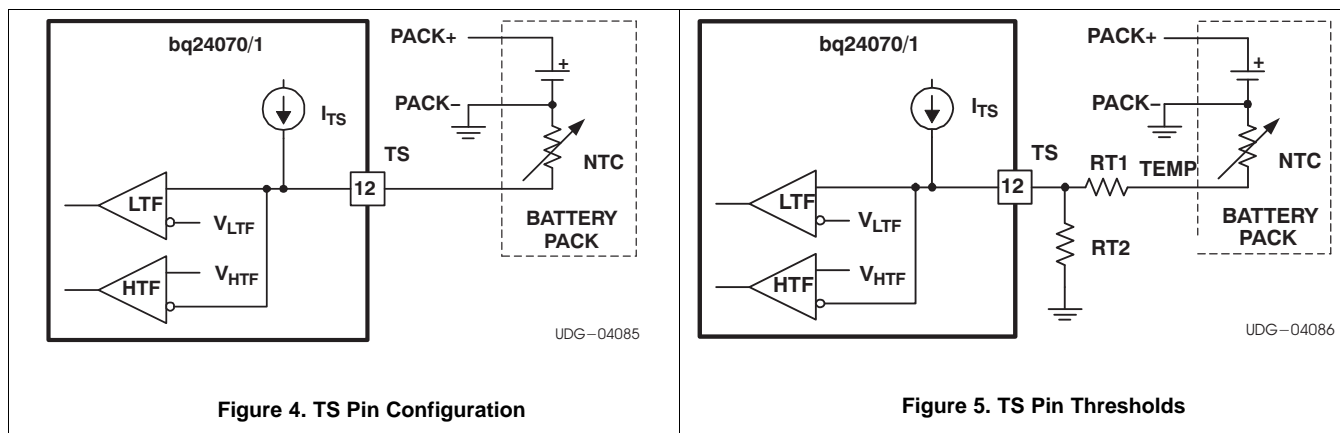 bq24070/1
PACK+
+
PACK−
I_TS
TS
NTC
12
LTF
V_LTF
BATTERY
PACK
V_HTF
HTF
UDG−04085
Figure 4. TS Pin Configuration
bq24070/1
PACK+
+
PACK−
I_TS
TS
RT1
TEMP
NTC
12
LTF
V_LTF
BATTERY
PACK
RT2
V_HTF
HTF
UDG−04086
Figure 5. TS Pin Thresholds